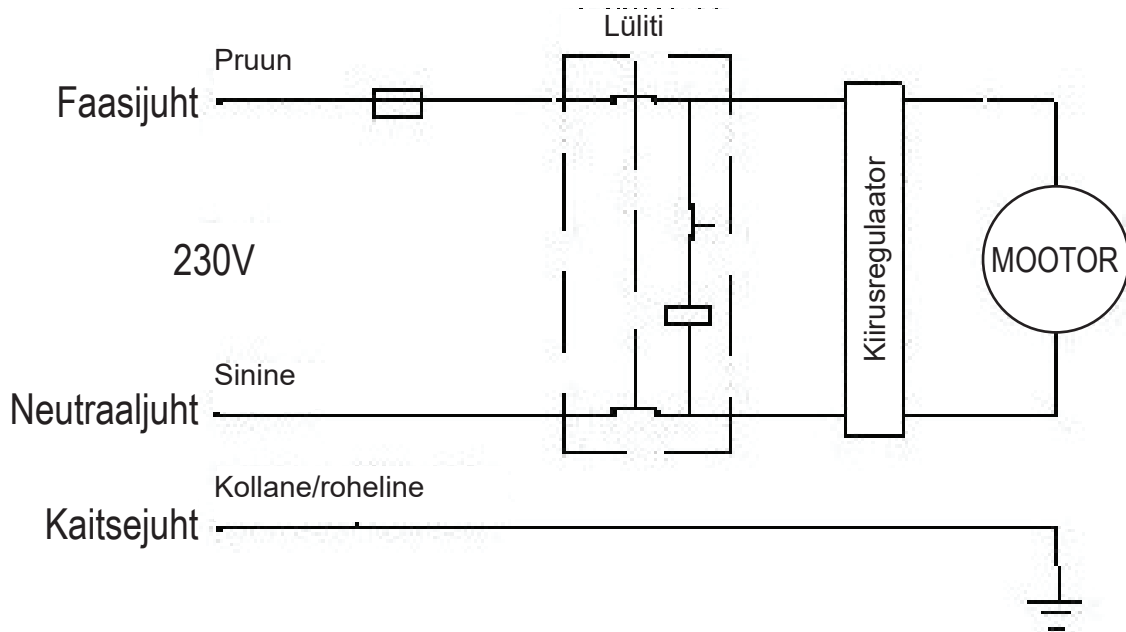 Lüliti
Pruun
Faasijuht
230V
Kiirusregulaator
MOOTOR
Sinine
Neutraaljuht
Kollane/roheline
Kaitsejuht